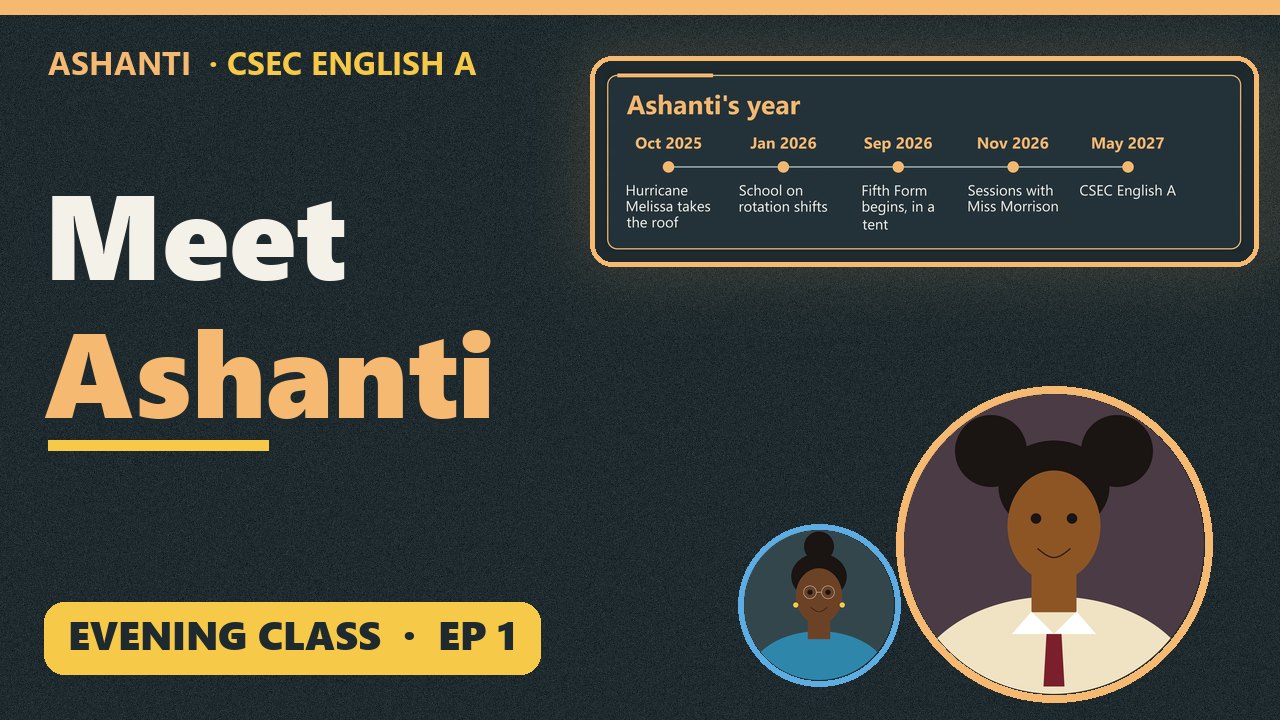 ASHANTI · CSEC ENGLISH A
Meet
Ashanti
EVENING CLASS · EP 1
Ashanti's year
Oct 2025
Hurricane
Melissa takes
the roof
Jan 2026
School on
rotation shifts
Sep 2026
Fifth Form
begins, in a
tent
Nov 2026
Sessions with
Miss Morrison
May 2027
CSEC English A